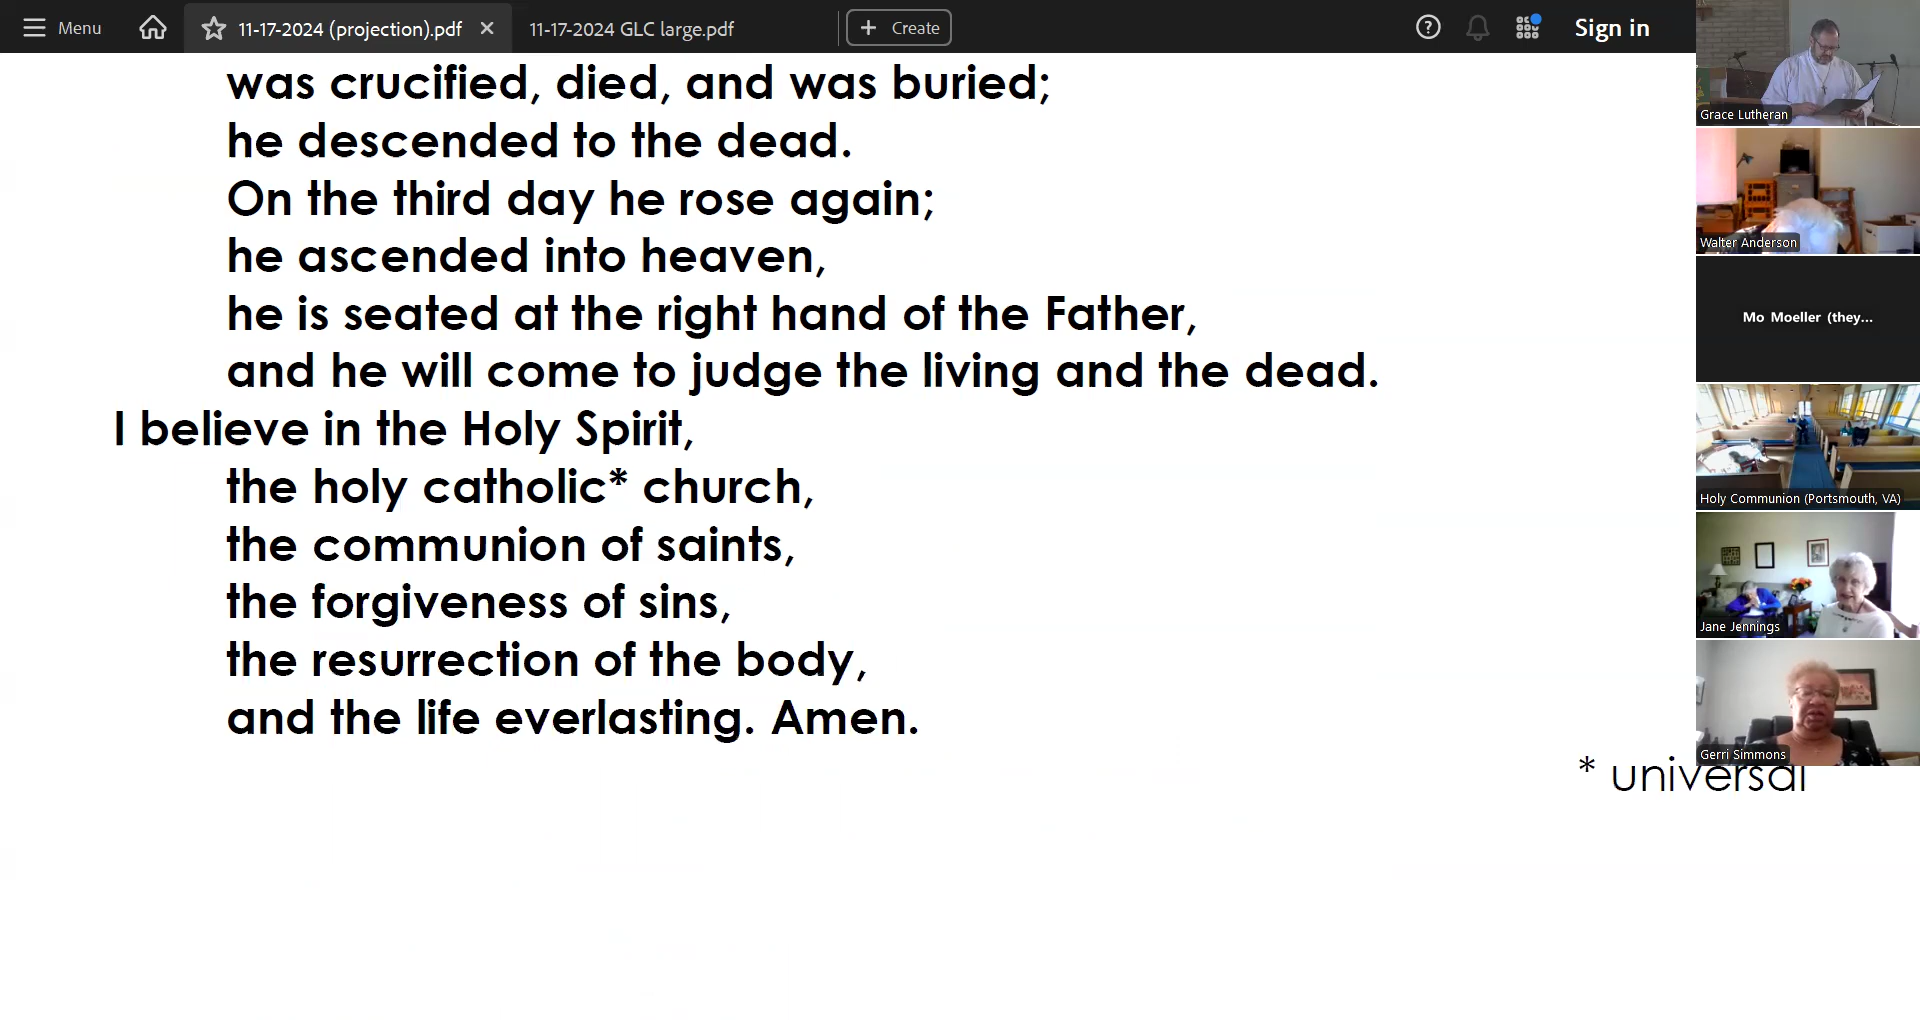 Menu
11-17-2024 (projection).pdf
11-17-2024 GLC large.pdf
Create
Sign in
was crucified, died, and was buried;
he descended to the dead.
On the third day he rose again;
he ascended into heaven,
he is seated at the right hand of the Father,
and he will come to judge the living and the dead.
I believe in the Holy Spirit,
the holy catholic* church,
the communion of saints,
the forgiveness of sins,
the resurrection of the body,
and the life everlasting. Amen.
* universal
Grace Lutheran
Walter Anderson
Mo Moeller (they...
Holy Communion (Portsmouth, VA)
Jane Jennings
Gerri Simmons